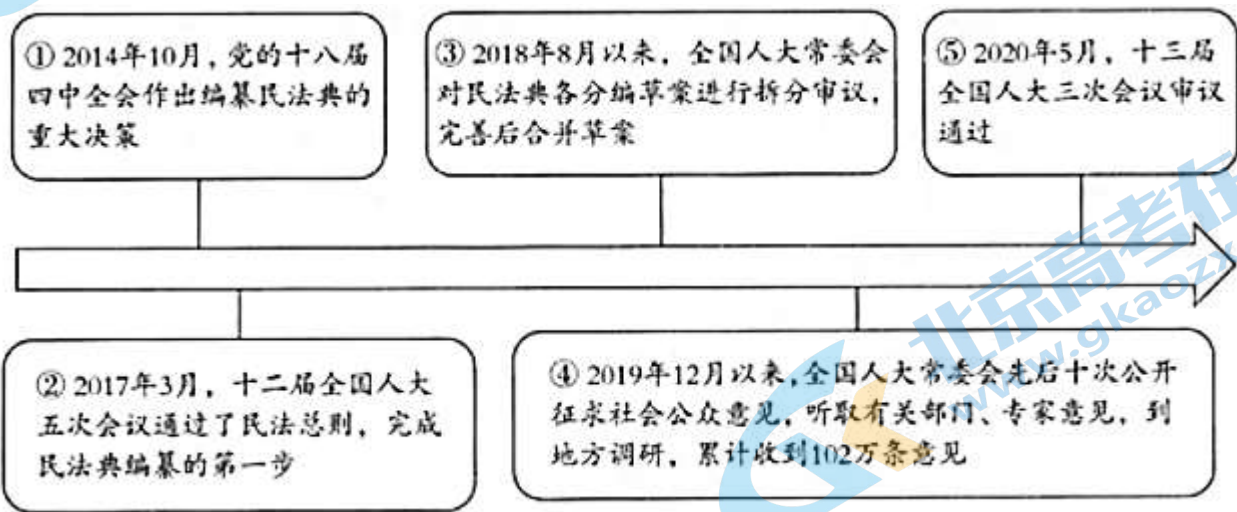 ① 2014年10月，党的十八届
四中全会作出编纂民法典的
重大决策
③ 2018年8月以来，全国人大常委会
对民法典各分编草案进行拆分审议，
完善后合并草案
⑤ 2020年5月，十三届
全国人大三次会议审议
通过
② 2017年3月，十二届全国人大
五次会议通过了民法总则，完成
民法典编纂的第一步
④ 2019年12月以来，全国人大常委会先后十次公开
征求社会公众意见，听取有关部门、专家意见，到
地方调研，累计收到102万条意见
北京高考在
www.gkaozx